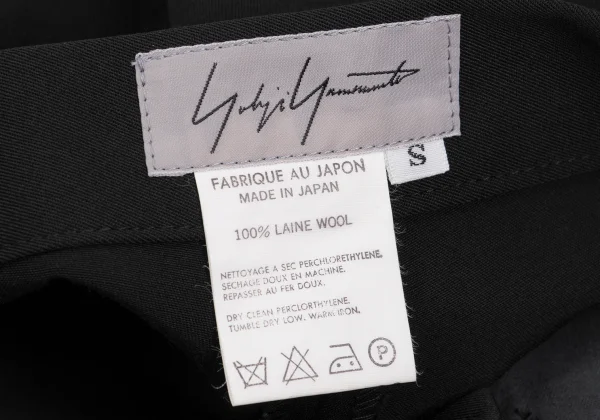 Yohji Yamamoto
S
FABRIQUE AU JAPON
MADE IN JAPAN
100% LAINE WOOL
NETTOYAGE A SEC PERCHLORETHYLENE.
SECHAGE DOUX EN MACHINE.
REPASSER AU FER DOUX.
DRY CLEAN PERCLORTHYLENE.
TUMBLE DRY LOW. WARM IRON.
P